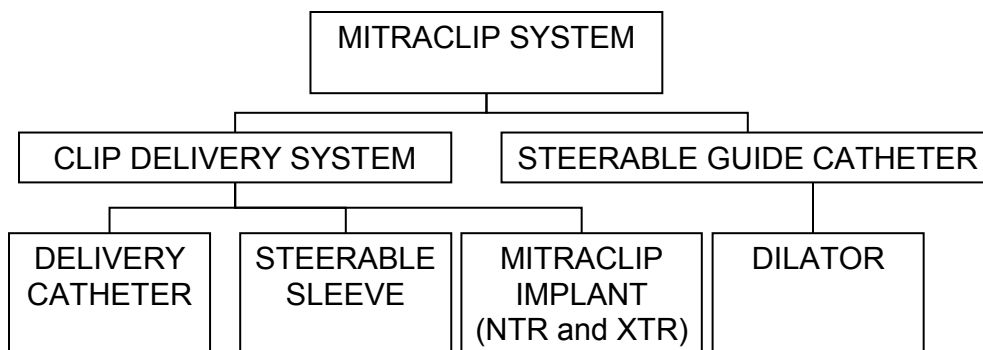 MITRACLIP SYSTEM
CLIP DELIVERY SYSTEM
STEERABLE GUIDE CATHETER
DELIVERY
CATHETER
STEERABLE
SLEEVE
MITRACLIP
IMPLANT
(NTR and XTR)
DILATOR